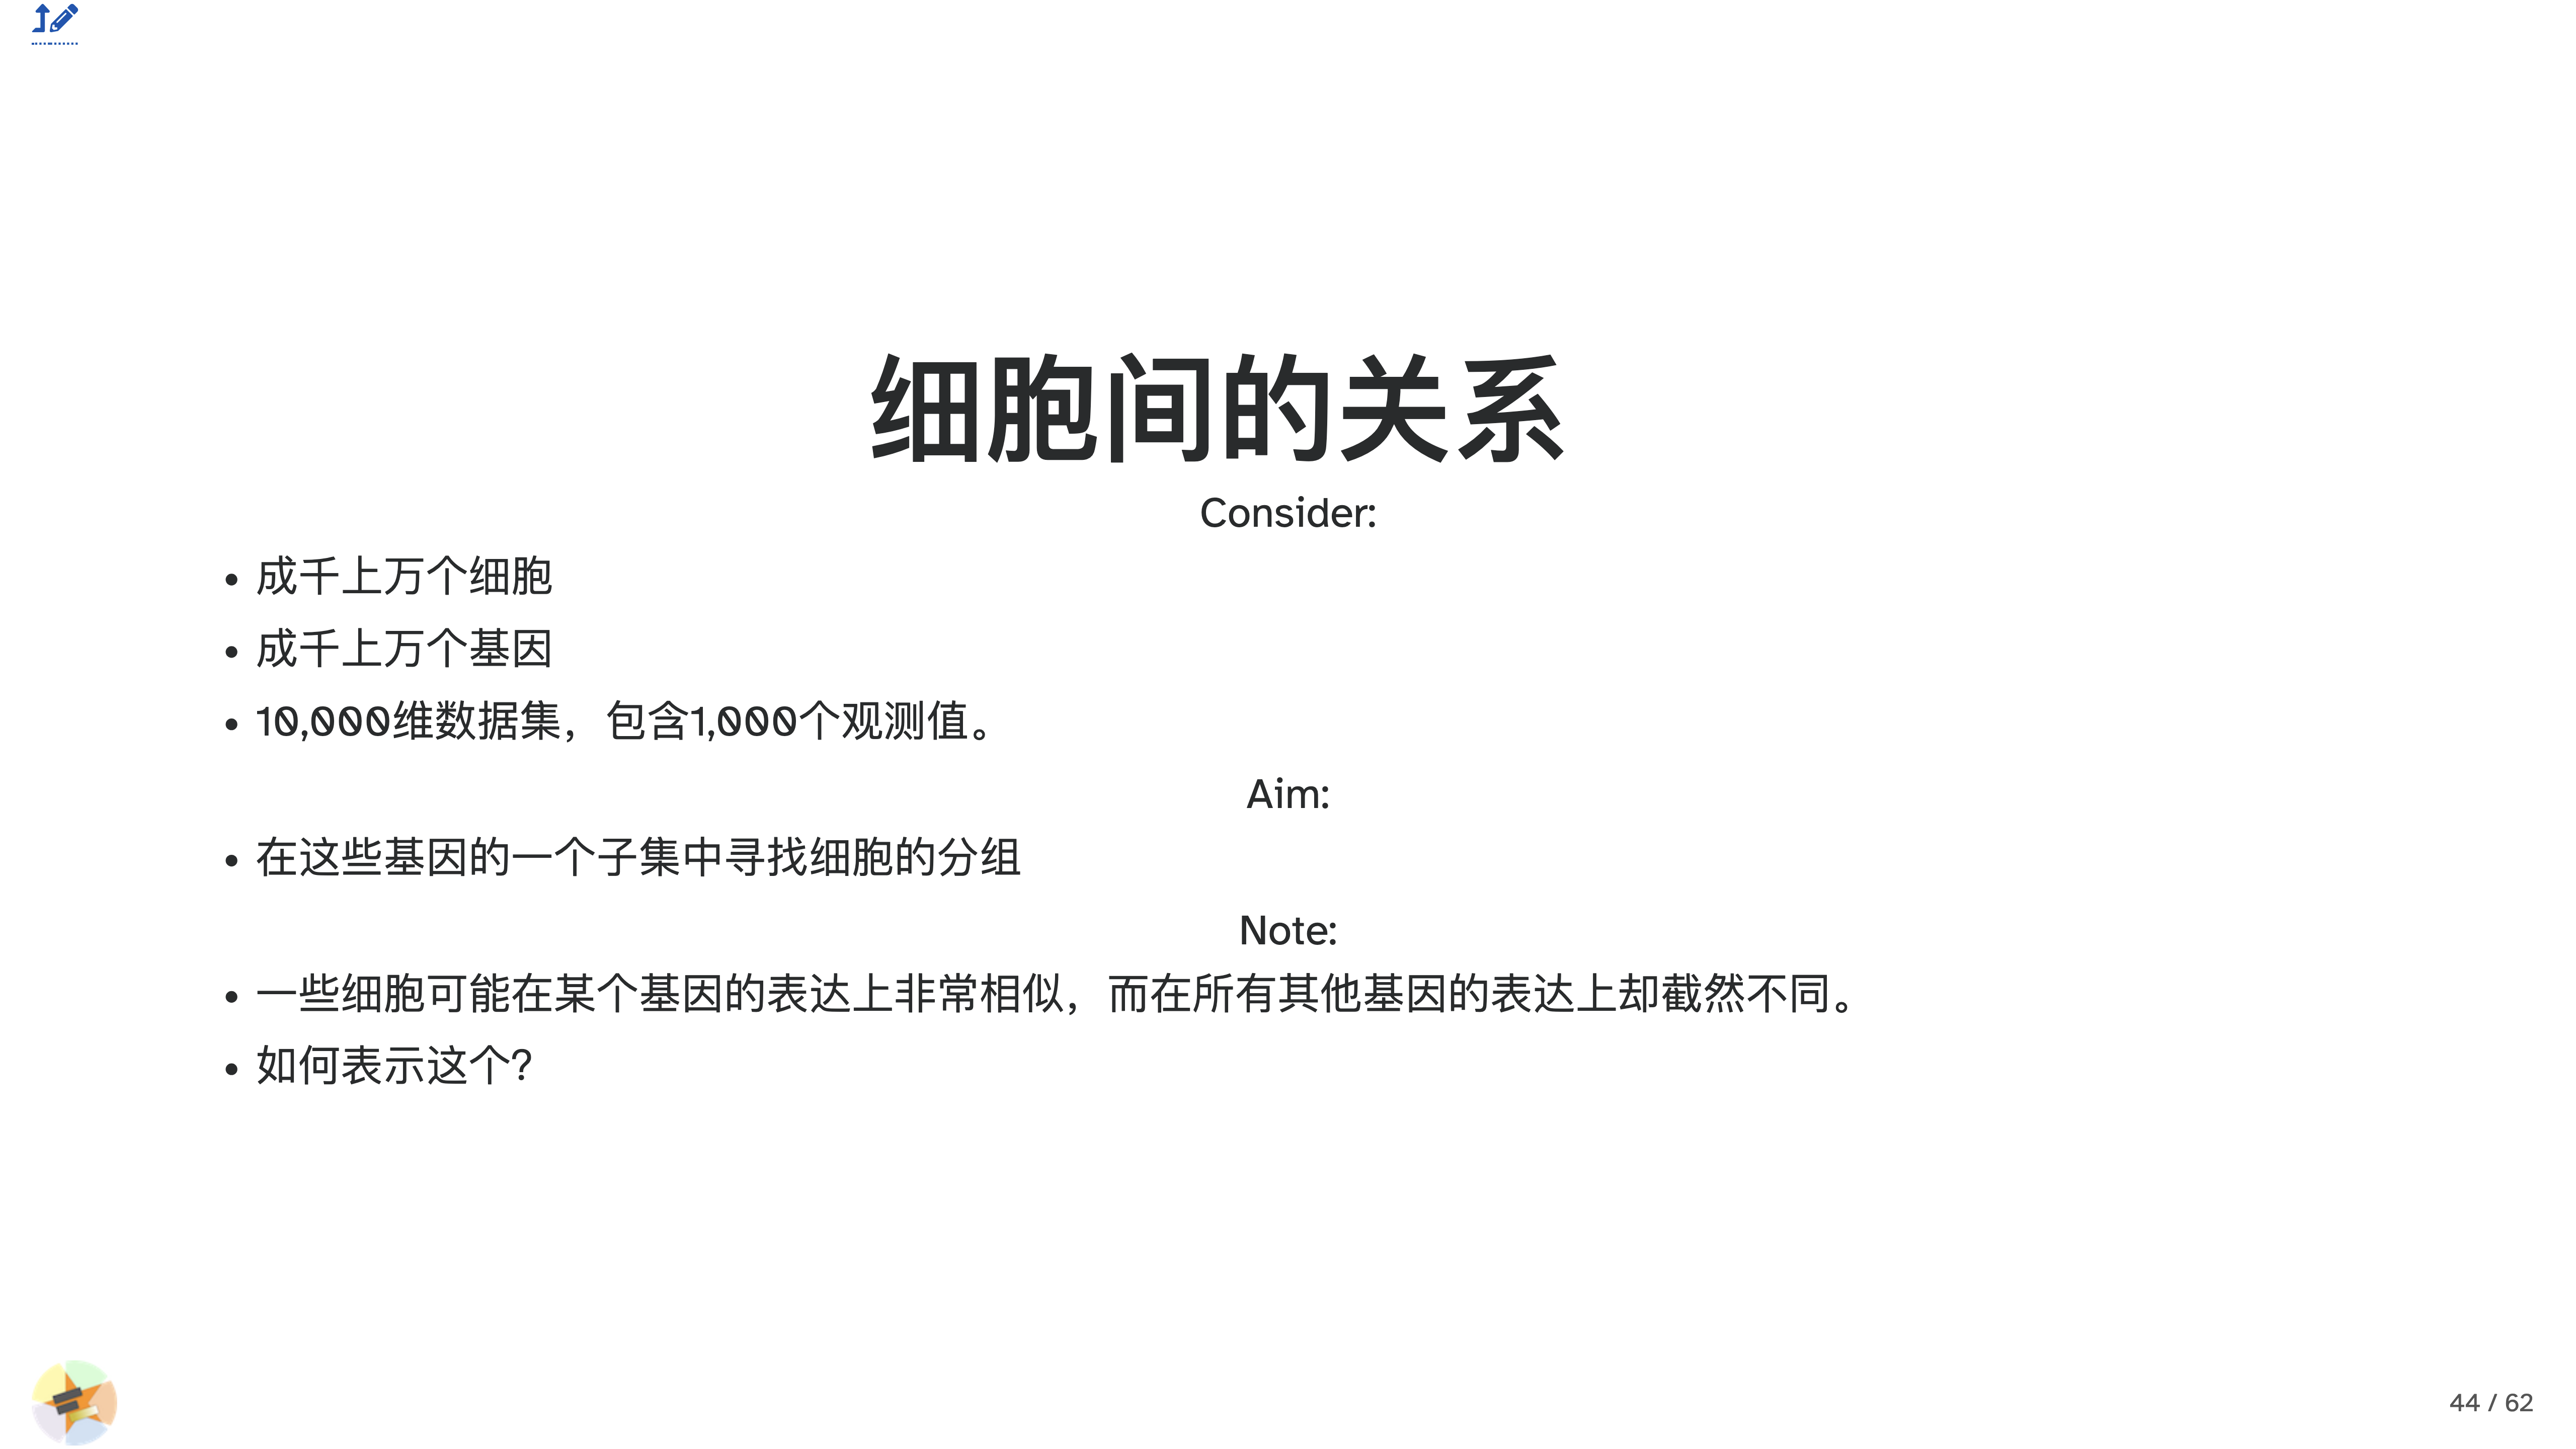 细胞间的关系
Consider:
成千上万个细胞
成千上万个基因
10,000维数据集，包含1,000个观测值。
Aim:
在这些基因的一个子集中寻找细胞的分组
Note:
一些细胞可能在某个基因的表达上非常相似，而在所有其他基因的表达上却截然不同。
如何表示这个？
44 / 62